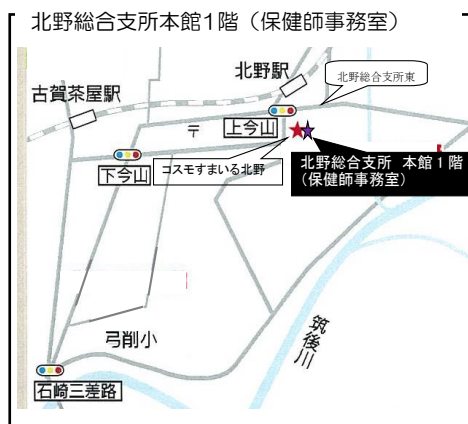 北野総合支所本館1階（保健師事務室）
北野駅
北野総合支所東
古賀茶屋駅
〒
上今山
下今山
コスモすまいる北野
北野総合支所 本館1階
（保健師事務室）
弓削小
筑後川
石崎三差路